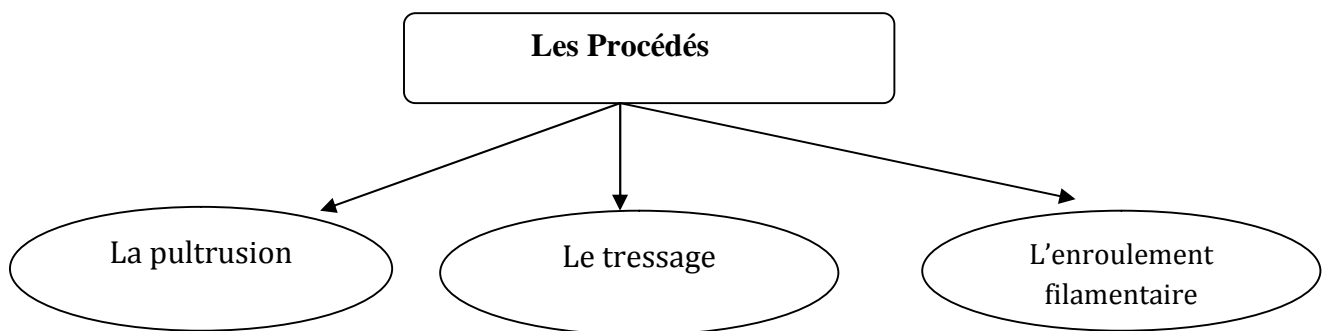 Les Procédés
La pultrusion
Le tressage
L’enroulement
filamentaire